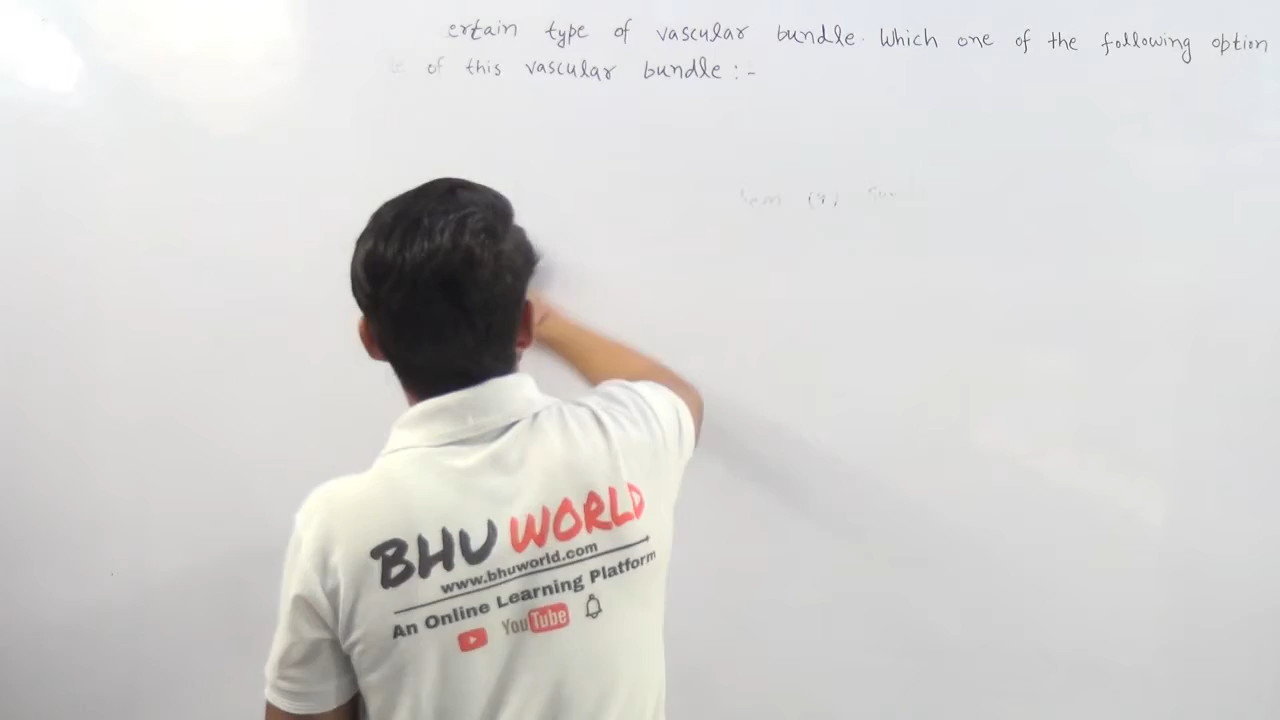 ertain type of vascular bundle. Which one of the following option
of this vascular bundle :-
BHU WORLD
www.bhuworld.com
An Online Learning Platform
YouTube